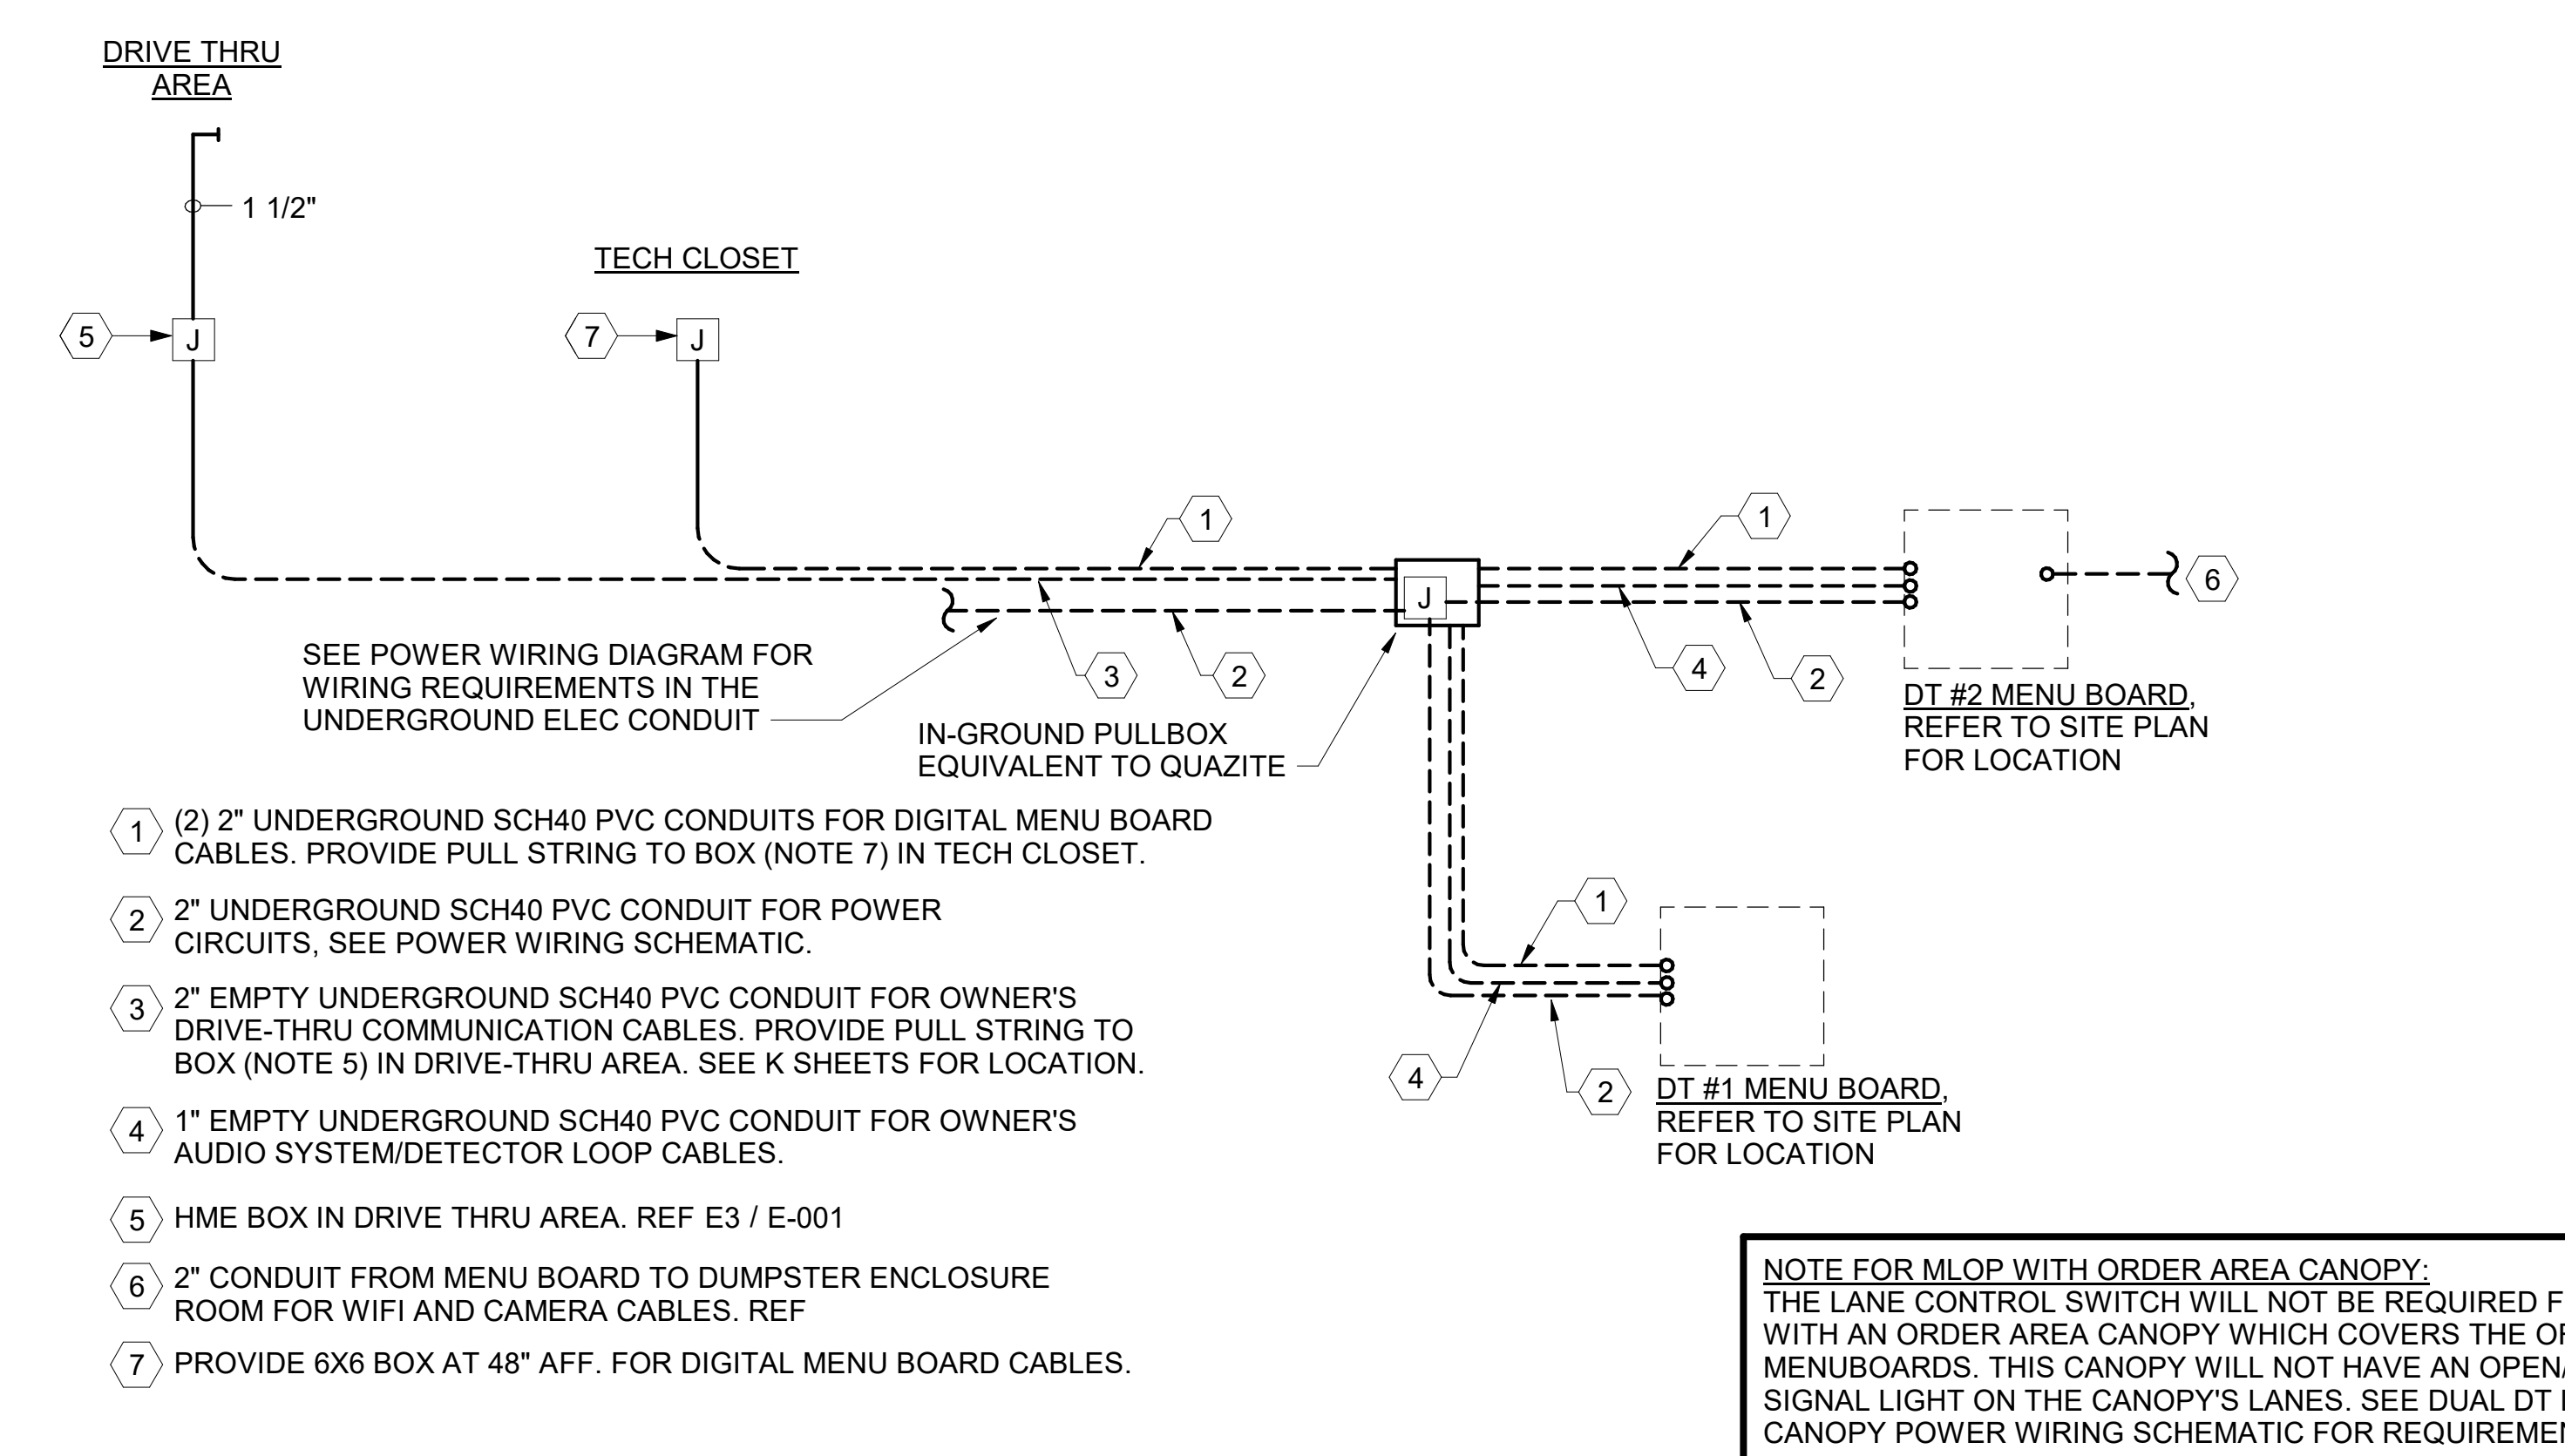 DRIVE THRU
AREA
1 1/2"
TECH CLOSET
5
J
7
J
1
1
6
J
SEE POWER WIRING DIAGRAM FOR
WIRING REQUIREMENTS IN THE
UNDERGROUND ELEC CONDUIT
3
2
4
2
IN-GROUND PULLBOX
EQUIVALENT TO QUAZITE
DT #2 MENU BOARD,
REFER TO SITE PLAN
FOR LOCATION
1
4
2
DT #1 MENU BOARD,
REFER TO SITE PLAN
FOR LOCATION
1 (2) 2" UNDERGROUND SCH40 PVC CONDUITS FOR DIGITAL MENU BOARD
CABLES. PROVIDE PULL STRING TO BOX (NOTE 7) IN TECH CLOSET.
2 2" UNDERGROUND SCH40 PVC CONDUIT FOR POWER
CIRCUITS, SEE POWER WIRING SCHEMATIC.
3 2" EMPTY UNDERGROUND SCH40 PVC CONDUIT FOR OWNER'S
DRIVE-THRU COMMUNICATION CABLES. PROVIDE PULL STRING TO
BOX (NOTE 5) IN DRIVE-THRU AREA. SEE K SHEETS FOR LOCATION.
4 1" EMPTY UNDERGROUND SCH40 PVC CONDUIT FOR OWNER'S
AUDIO SYSTEM/DETECTOR LOOP CABLES.
5 HME BOX IN DRIVE THRU AREA. REF E3 / E-001
6 2" CONDUIT FROM MENU BOARD TO DUMPSTER ENCLOSURE
ROOM FOR WIFI AND CAMERA CABLES. REF
7 PROVIDE 6X6 BOX AT 48" AFF. FOR DIGITAL MENU BOARD CABLES.
NOTE FOR MLOP WITH ORDER AREA CANOPY:
THE LANE CONTROL SWITCH WILL NOT BE REQUIRED
WITH AN ORDER AREA CANOPY WHICH COVERS THE
MENUBOARDS. THIS CANOPY WILL NOT HAVE AN
SIGNAL LIGHT ON THE CANOPY'S LANES. SEE DUAL DT
CANOPY POWER WIRING SCHEMATIC FOR